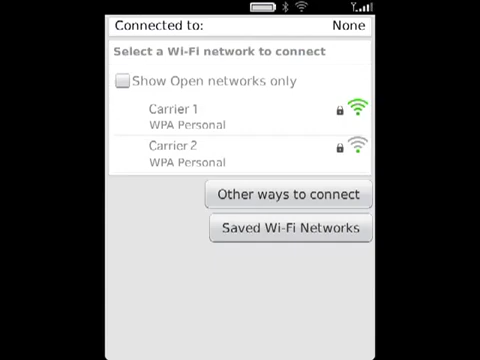 Connected to: None
Select a Wi-Fi network to connect
Show Open networks only
Carrier 1
WPA Personal
Carrier 2
WPA Personal
Other ways to connect
Saved Wi-Fi Networks